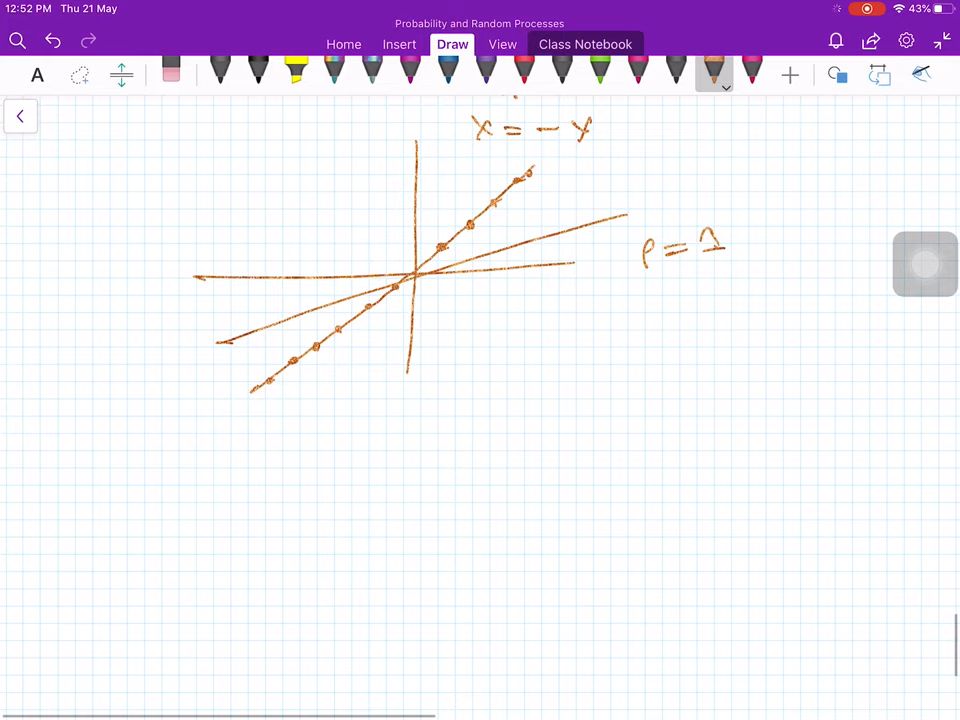 12:52 PM Thu 21 May 43%
Probability and Random Processes
Home Insert Draw View Class Notebook
A
x = - y
ρ = 1